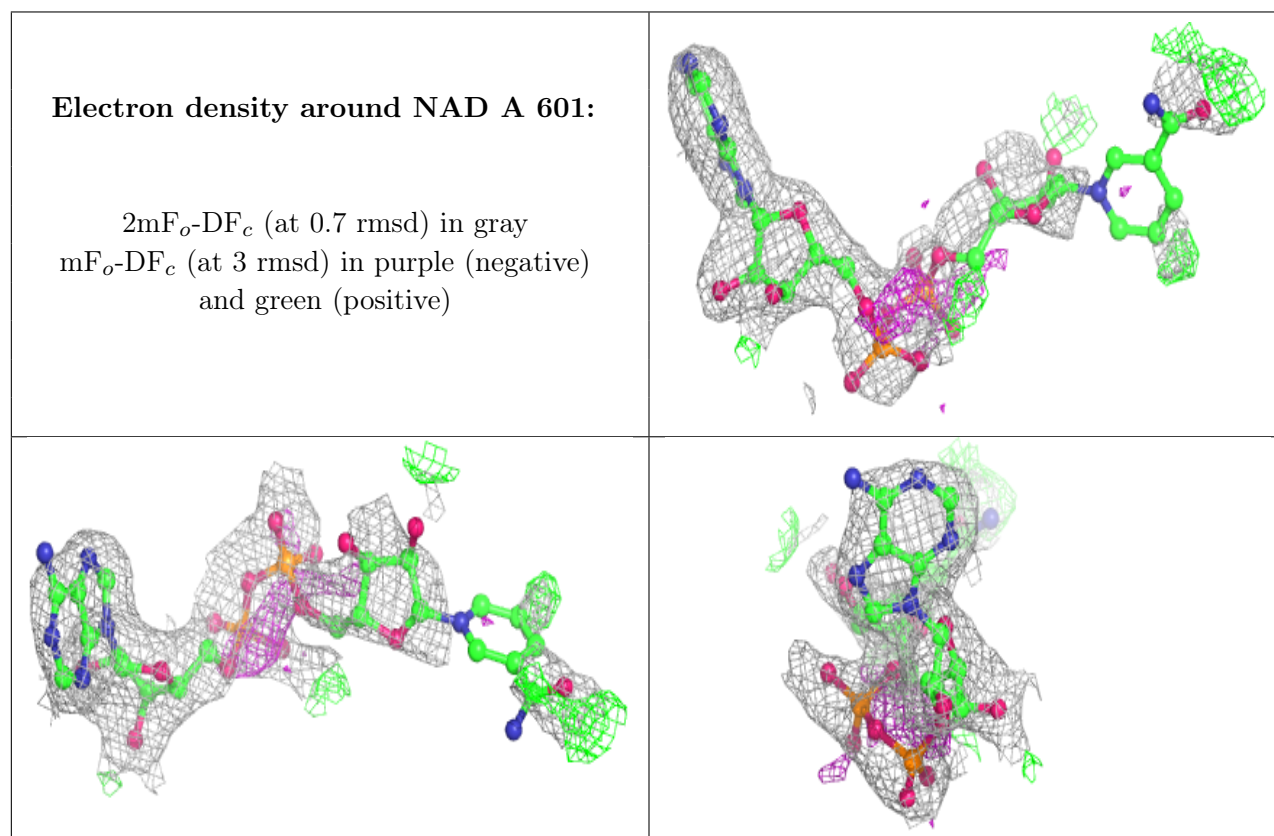 Electron density around NAD A 601:
2mFₒ-DF𝒸 (at 0.7 rmsd) in gray
mFₒ-DF𝒸 (at 3 rmsd) in purple (negative)
and green (positive)